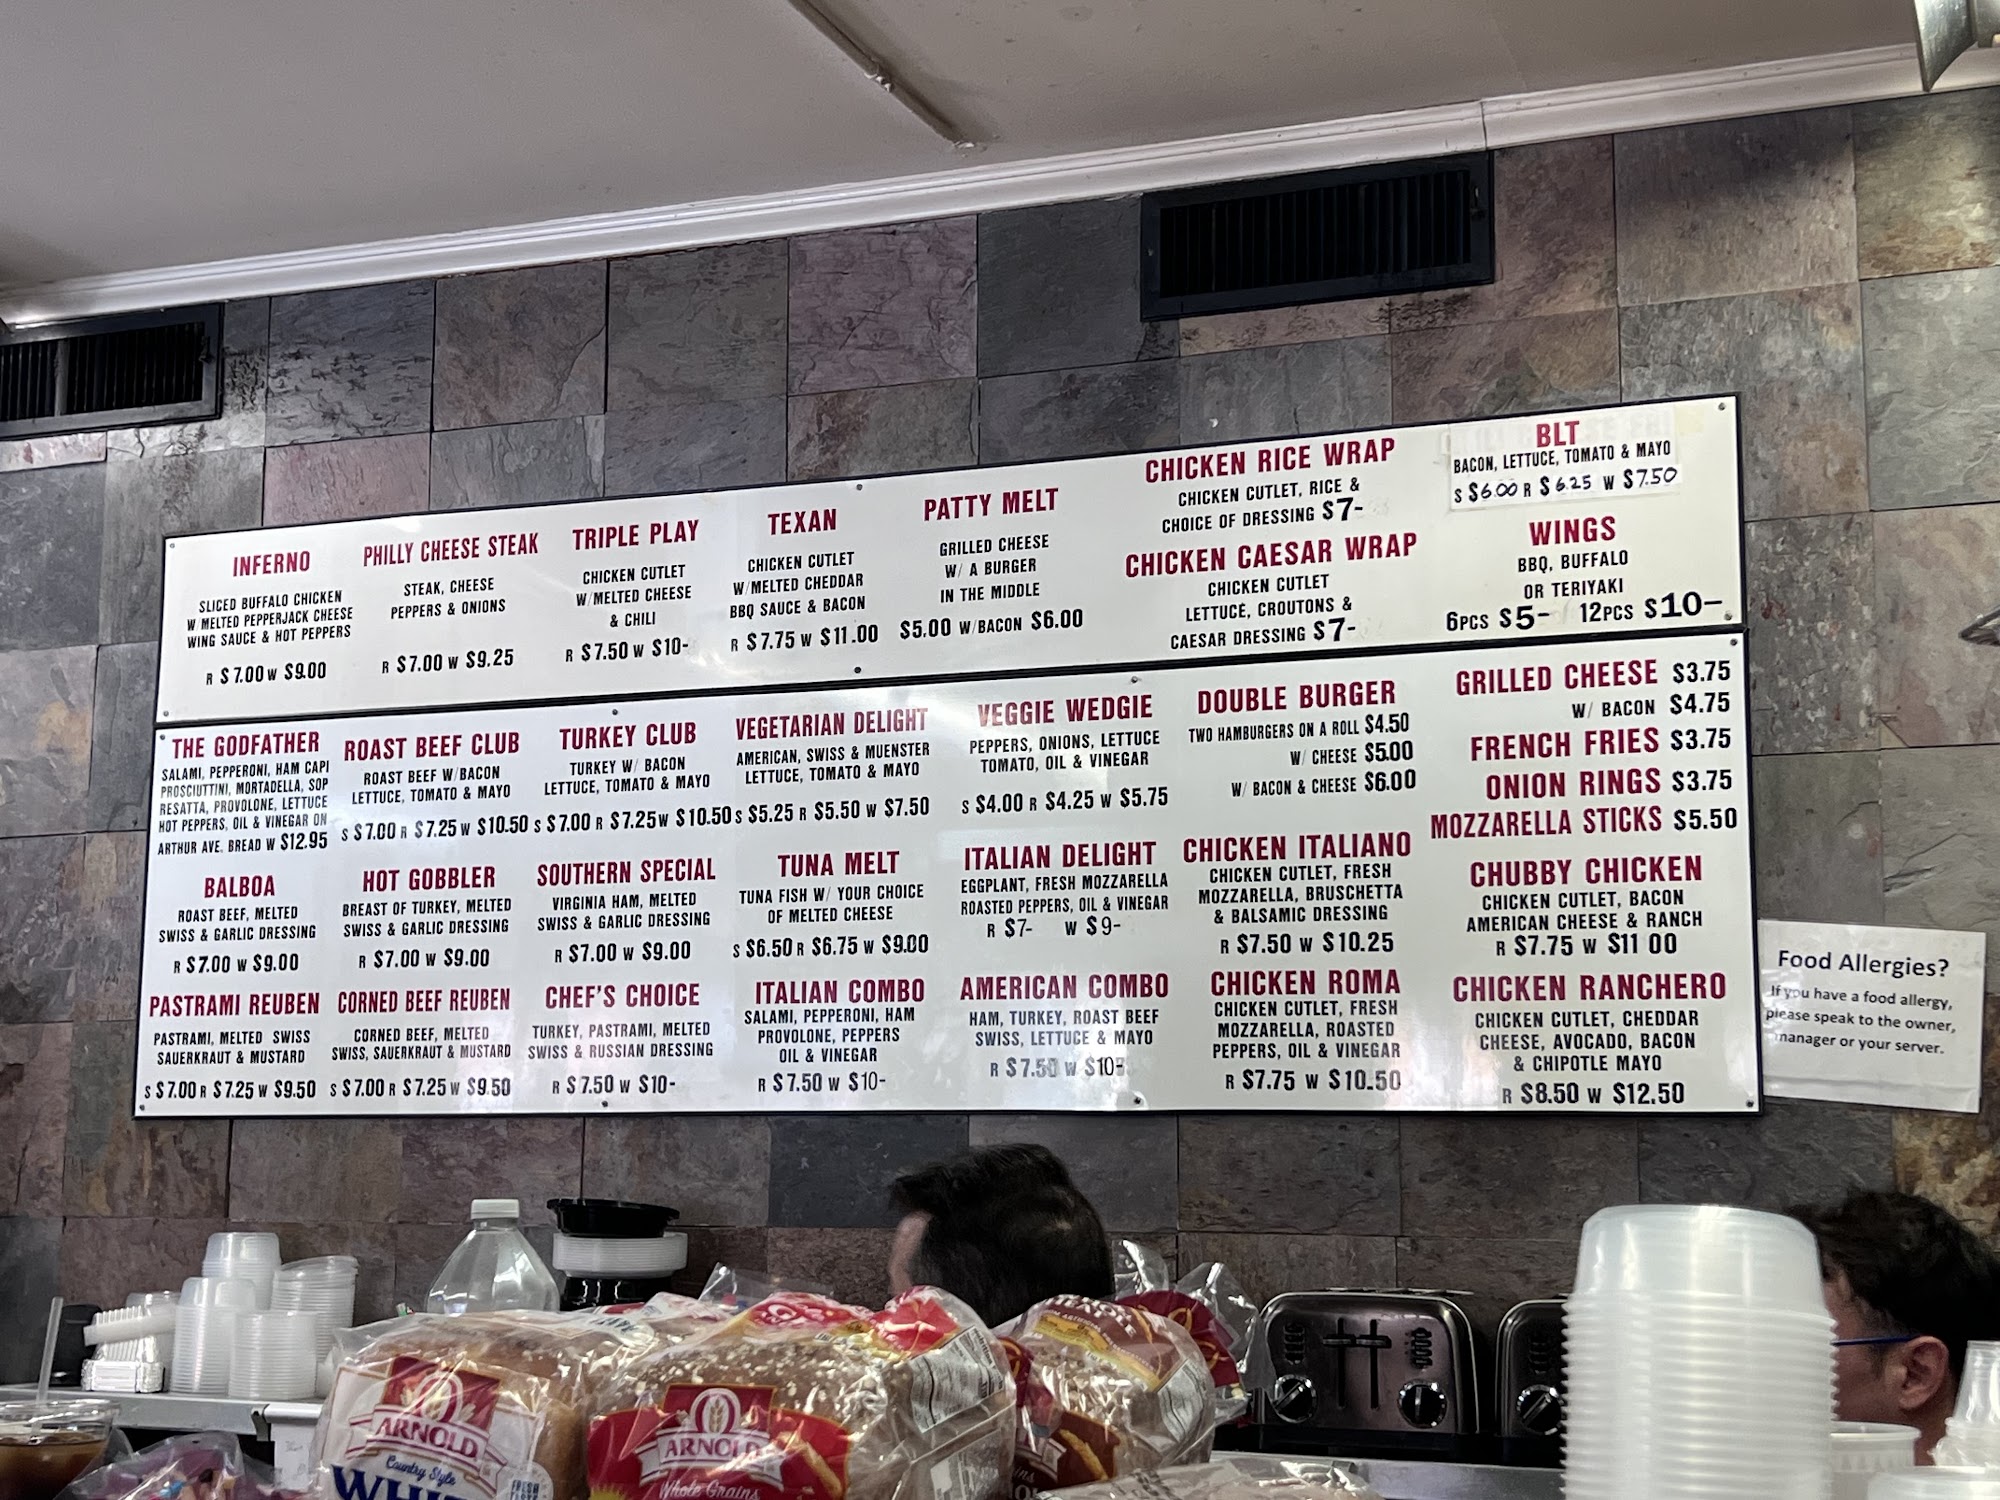 INFERNO
SLICED BUFFALO CHICKEN
W/ MELTED PEPPERJACK CHEESE
WING SAUCE & HOT PEPPERS
R $7.00 W $9.00
PHILLY CHEESE STEAK
STEAK, CHEESE
PEPPERS & ONIONS
R $7.00 W $9.25
TRIPLE PLAY
CHICKEN CUTLET
W/MELTED CHEESE
& CHILI
R $7.50 W $10-
TEXAN
CHICKEN CUTLET
W/MELTED CHEDDAR
BBQ SAUCE & BACON
R $7.75 W $11.00
PATTY MELT
GRILLED CHEESE
W/ A BURGER
IN THE MIDDLE
$5.00 W/BACON $6.00
CHICKEN RICE WRAP
CHICKEN CUTLET, RICE &
CHOICE OF DRESSING $7-
CHICKEN CAESAR WRAP
CHICKEN CUTLET
LETTUCE, CROUTONS &
CAESAR DRESSING $7-
BLT
BACON, LETTUCE, TOMATO & MAYO
S $6.00 R $6.25 W $7.50
WINGS
BBQ, BUFFALO
OR TERIYAKI
6PCS $5- 12PCS $10-
THE GODFATHER
SALAMI, PEPPERONI, HAM CAPI
PROSCIUTTINI, MORTADELLA, SOP
RESATTA, PROVOLONE, LETTUCE
HOT PEPPERS, OIL & VINEGAR ON
ARTHUR AVE. BREAD W $12.95
ROAST BEEF CLUB
ROAST BEEF W/BACON
LETTUCE, TOMATO & MAYO
S $7.00 R $7.25 W $10.50
TURKEY CLUB
TURKEY W/ BACON
LETTUCE, TOMATO & MAYO
S $7.00 R $7.25 W $10.50
VEGETARIAN DELIGHT
AMERICAN, SWISS & MUENSTER
LETTUCE, TOMATO & MAYO
S $5.25 R $5.50 W $7.50
VEGGIE WEDGIE
PEPPERS, ONIONS, LETTUCE
TOMATO, OIL & VINEGAR
S $4.00 R $4.25 W $5.75
DOUBLE BURGER
TWO HAMBURGERS ON A ROLL $4.50
W/ CHEESE $5.00
W/ BACON & CHEESE $6.00
GRILLED CHEESE $3.75
W/ BACON $4.75
FRENCH FRIES $3.75
ONION RINGS $3.75
MOZZARELLA STICKS $5.50
BALBOA
ROAST BEEF, MELTED
SWISS & GARLIC DRESSING
R $7.00 W $9.00
HOT GOBBLER
BREAST OF TURKEY, MELTED
SWISS & GARLIC DRESSING
R $7.00 W $9.00
SOUTHERN SPECIAL
VIRGINIA HAM, MELTED
SWISS & GARLIC DRESSING
R $7.00 W $9.00
TUNA MELT
TUNA FISH W/ YOUR CHOICE
OF MELTED CHEESE
S $6.50 R $6.75 W $9.00
ITALIAN DELIGHT
EGGPLANT, FRESH MOZZARELLA
ROASTED PEPPERS, OIL & VINEGAR
R $7- W $9-
CHICKEN ITALIANO
CHICKEN CUTLET, FRESH
MOZZARELLA, BRUSCHETTA
& BALSAMIC DRESSING
R $7.50 W $10.25
CHUBBY CHICKEN
CHICKEN CUTLET, BACON
AMERICAN CHEESE & RANCH
R $7.75 W $11 00
PASTRAMI REUBEN
PASTRAMI, MELTED SWISS
SAUERKRAUT & MUSTARD
S $7.00 R $7.25 W $9.50
CORNED BEEF REUBEN
CORNED BEEF, MELTED
SWISS, SAUERKRAUT & MUSTARD
S $7.00 R $7.25 W $9.50
CHEF'S CHOICE
TURKEY, PASTRAMI, MELTED
SWISS & RUSSIAN DRESSING
R $7.50 W $10-
ITALIAN COMBO
SALAMI, PEPPERONI, HAM
PROVOLONE, PEPPERS
OIL & VINEGAR
R $7.50 W $10-
AMERICAN COMBO
HAM, TURKEY, ROAST BEEF
SWISS, LETTUCE & MAYO
R $7.50 W $10-
CHICKEN ROMA
CHICKEN CUTLET, FRESH
MOZZARELLA, ROASTED
PEPPERS, OIL & VINEGAR
R $7.75 W $10.50
CHICKEN RANCHERO
CHICKEN CUTLET, CHEDDAR
CHEESE, AVOCADO, BACON
& CHIPOTLE MAYO
R $8.50 W $12.50
Food Allergies?
If you have a food allergy,
please speak to the owner,
manager or your server.
ARNOLD
Country Style
ARNOLD
Whole Grains